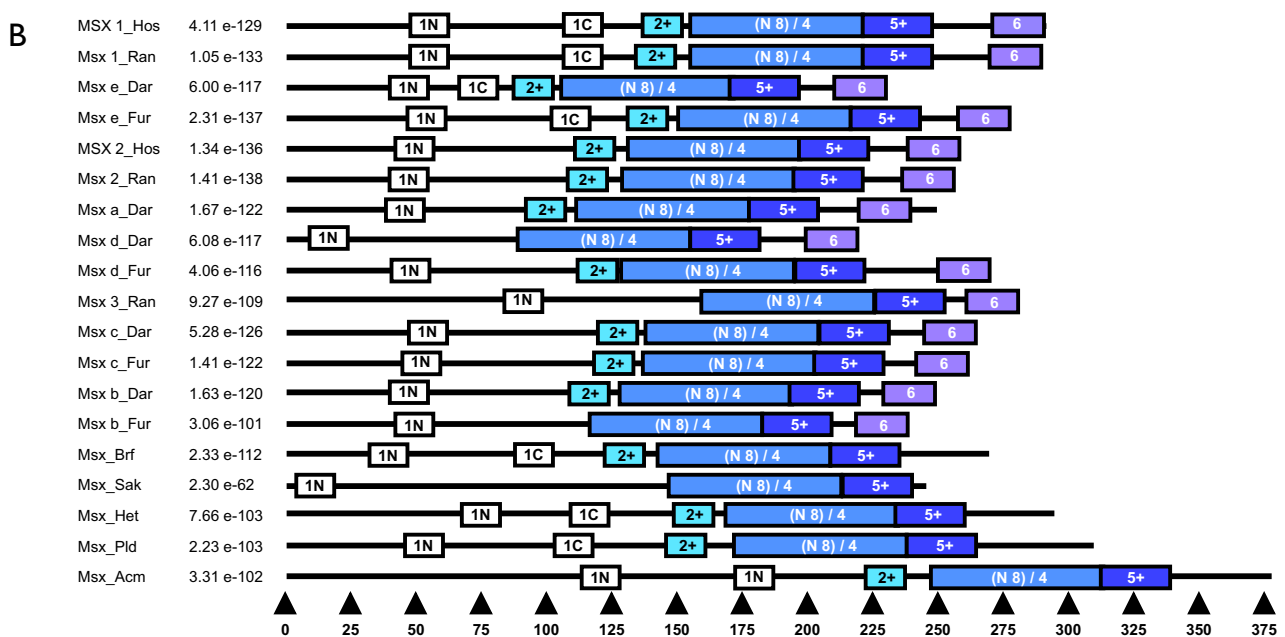 B
MSX 1_Hos 4.11 e-129 1N 1C 2+ (N 8) / 4 5+ 6
Msx 1_Ran 1.05 e-133 1N 1C 2+ (N 8) / 4 5+ 6
Msx e_Dar 6.00 e-117 1N 1C 2+ (N 8) / 4 5+ 6
Msx e_Fur 2.31 e-137 1N 1C 2+ (N 8) / 4 5+ 6
MSX 2_Hos 1.34 e-136 1N 2+ (N 8) / 4 5+ 6
Msx 2_Ran 1.41 e-138 1N 2+ (N 8) / 4 5+ 6
Msx a_Dar 1.67 e-122 1N 2+ (N 8) / 4 5+ 6
Msx d_Dar 6.08 e-117 1N (N 8) / 4 5+ 6
Msx d_Fur 4.06 e-116 1N 2+ (N 8) / 4 5+ 6
Msx 3_Ran 9.27 e-109 1N (N 8) / 4 5+ 6
Msx c_Dar 5.28 e-126 1N 2+ (N 8) / 4 5+ 6
Msx c_Fur 1.41 e-122 1N 2+ (N 8) / 4 5+ 6
Msx b_Dar 1.63 e-120 1N 2+ (N 8) / 4 5+ 6
Msx b_Fur 3.06 e-101 1N (N 8) / 4 5+ 6
Msx_Brf 2.33 e-112 1N 1C 2+ (N 8) / 4 5+
Msx_Sak 2.30 e-62 1N (N 8) / 4 5+
Msx_Het 7.66 e-103 1N 1C 2+ (N 8) / 4 5+
Msx_Pld 2.23 e-103 1N 1C 2+ (N 8) / 4 5+
Msx_Acm 3.31 e-102 1N 1N 2+ (N 8) / 4 5+
0 25 50 75 100 125 150 175 200 225 250 275 300 325 350 375